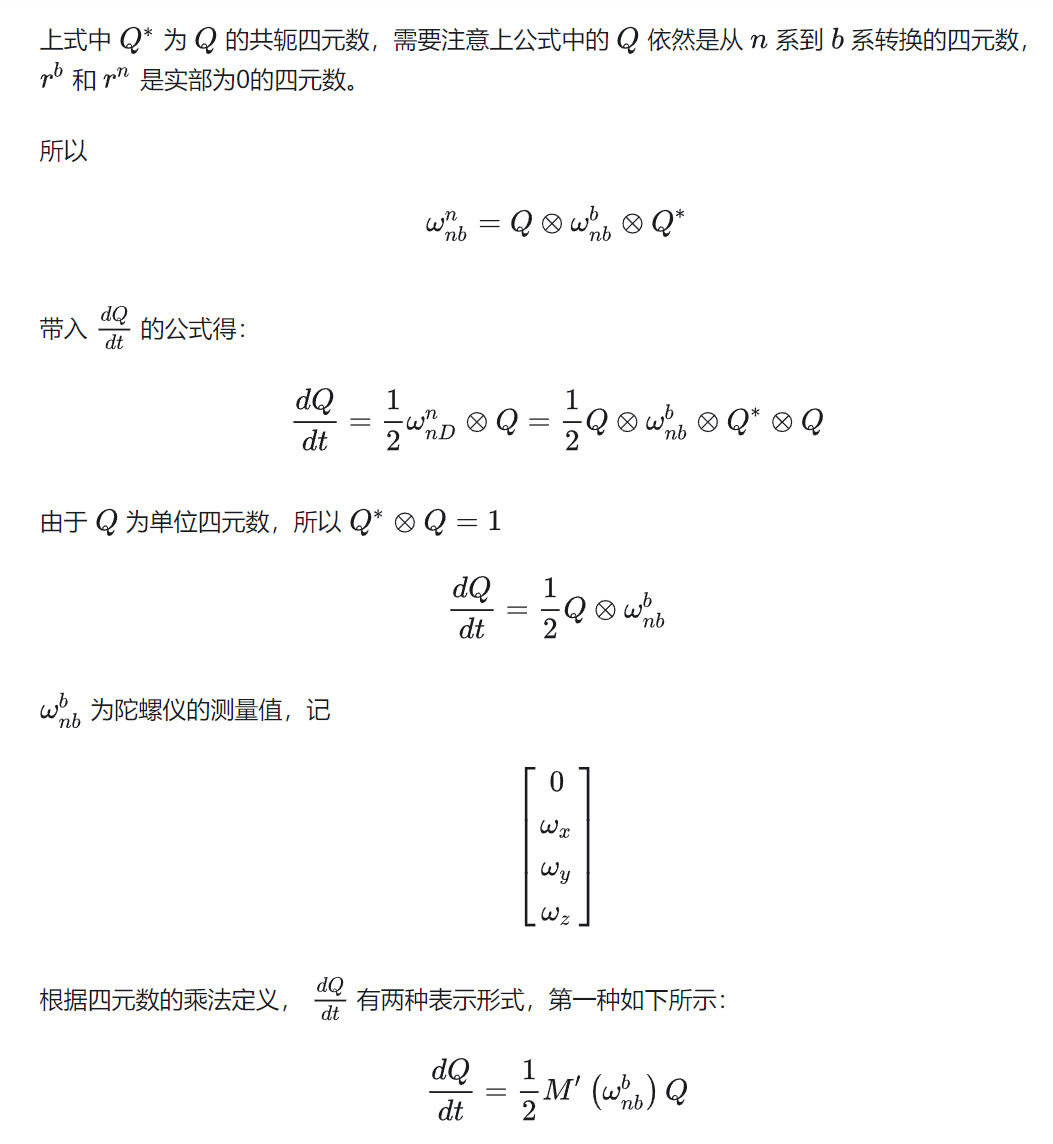 上式中 $Q^*$ 为 $Q$ 的共轭四元数，需要注意上公式中的 $Q$ 依然是从 $n$ 系到 $b$ 系转换的四元数，
$r^b$ 和 $r^n$ 是实部为0的四元数。
所以
$\omega_{nb}^n = Q \otimes \omega_{nb}^b \otimes Q^*$
带入 $\frac{dQ}{dt}$ 的公式得：
$\frac{dQ}{dt} = \frac{1}{2}\omega_{nD}^n \otimes Q = \frac{1}{2}Q \otimes \omega_{nb}^b \otimes Q^* \otimes Q$
由于 $Q$ 为单位四元数，所以 $Q^* \otimes Q = 1$
$\frac{dQ}{dt} = \frac{1}{2}Q \otimes \omega_{nb}^b$
$\omega_{nb}^b$ 为陀螺仪的测量值，记
$\begin{bmatrix} 0 \\ \omega_x \\ \omega_y \\ \omega_z \end{bmatrix}$
根据四元数的乘法定义， $\frac{dQ}{dt}$ 有两种表示形式，第一种如下所示：
$\frac{dQ}{dt} = \frac{1}{2}M'\left(\omega_{nb}^b\right)Q$